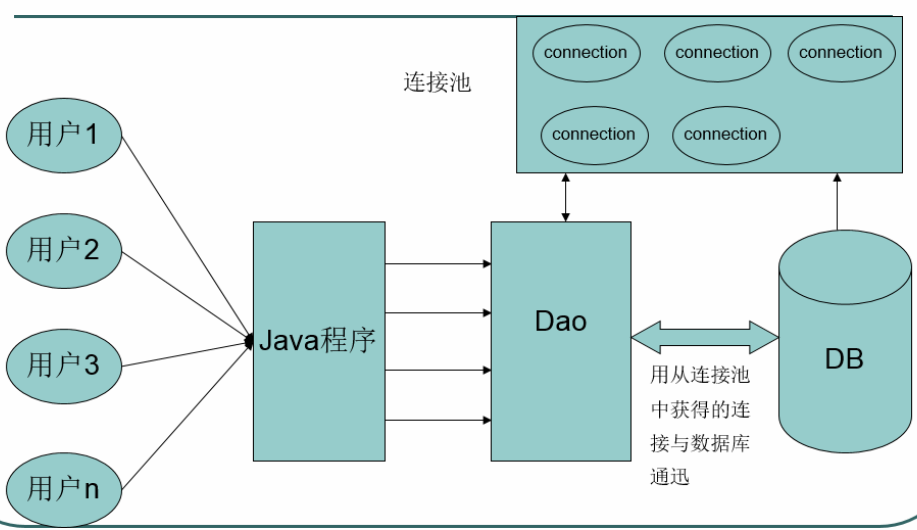 connection
connection
connection
连接池
connection
connection
用户1
用户2
用户3
用户n
Java程序
Dao
DB
用从连接池
中获得的连
接与数据库
通迅